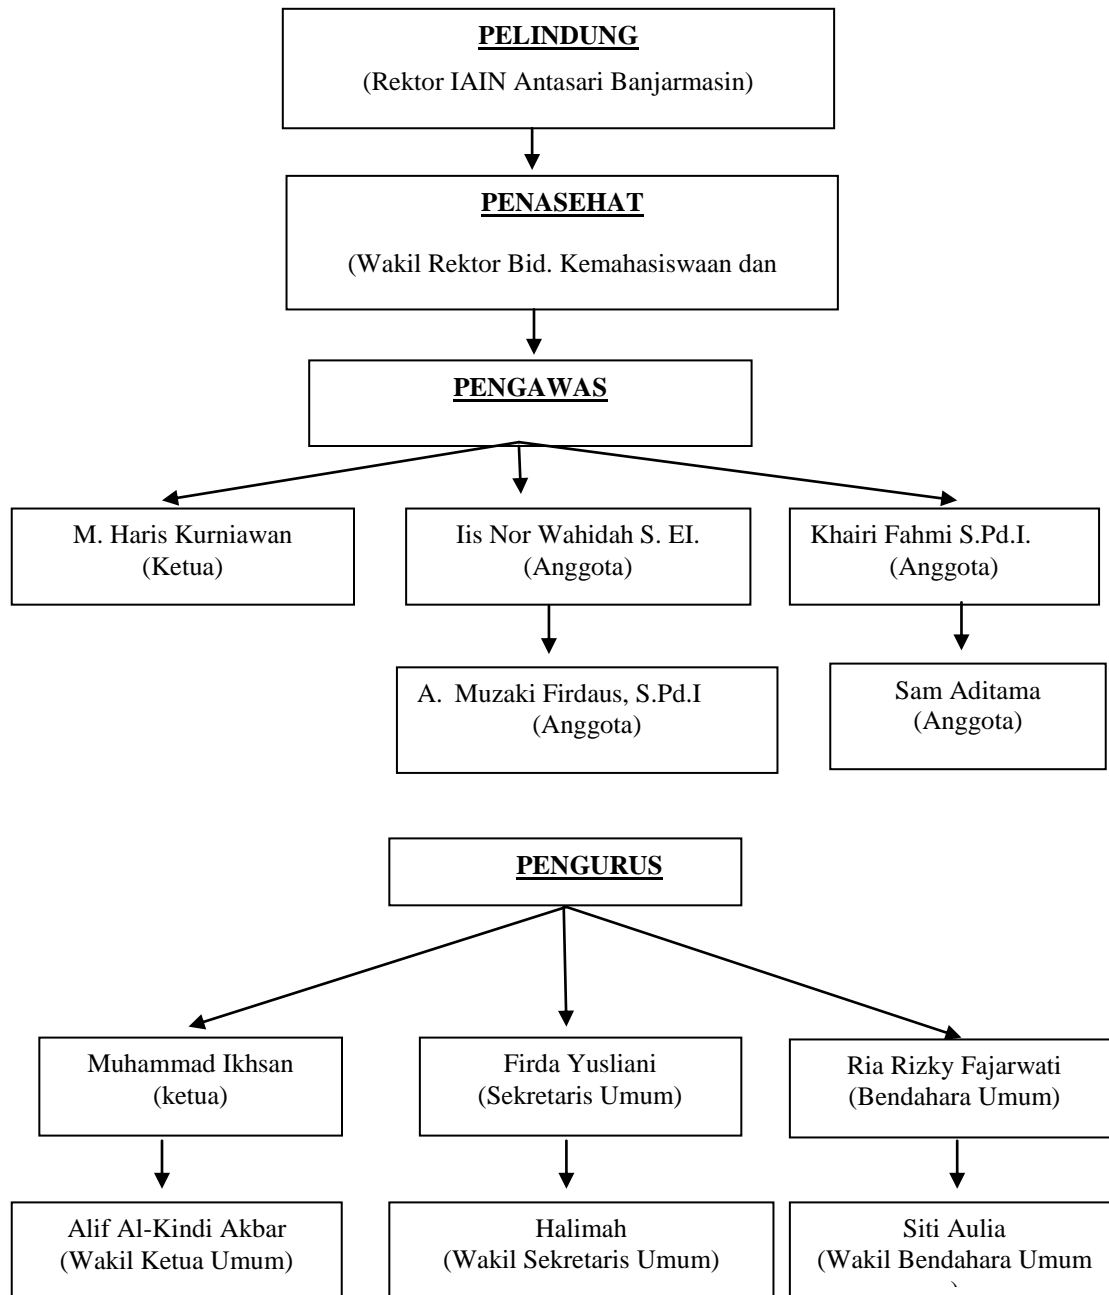 PELINDUNG
(Rektor IAIN Antasari Banjarmasin)
PENASEHAT
(Wakil Rektor Bid. Kemahasiswaan dan
PENGAWAS
M. Haris Kurniawan
(Ketua)
Iis Nor Wahidah S. EI.
(Anggota)
Khairi Fahmi S.Pd.I.
(Anggota)
A. Muzaki Firdaus, S.Pd.I
(Anggota)
Sam Aditama
(Anggota)
PENGURUS
Muhammad Ikhsan
(ketua)
Firda Yusliani
(Sekretaris Umum)
Ria Rizky Fajarwati
(Bendahara Umum)
Alif Al-Kindi Akbar
(Wakil Ketua Umum)
Halimah
(Wakil Sekretaris Umum)
Siti Aulia
(Wakil Bendahara Umum
)